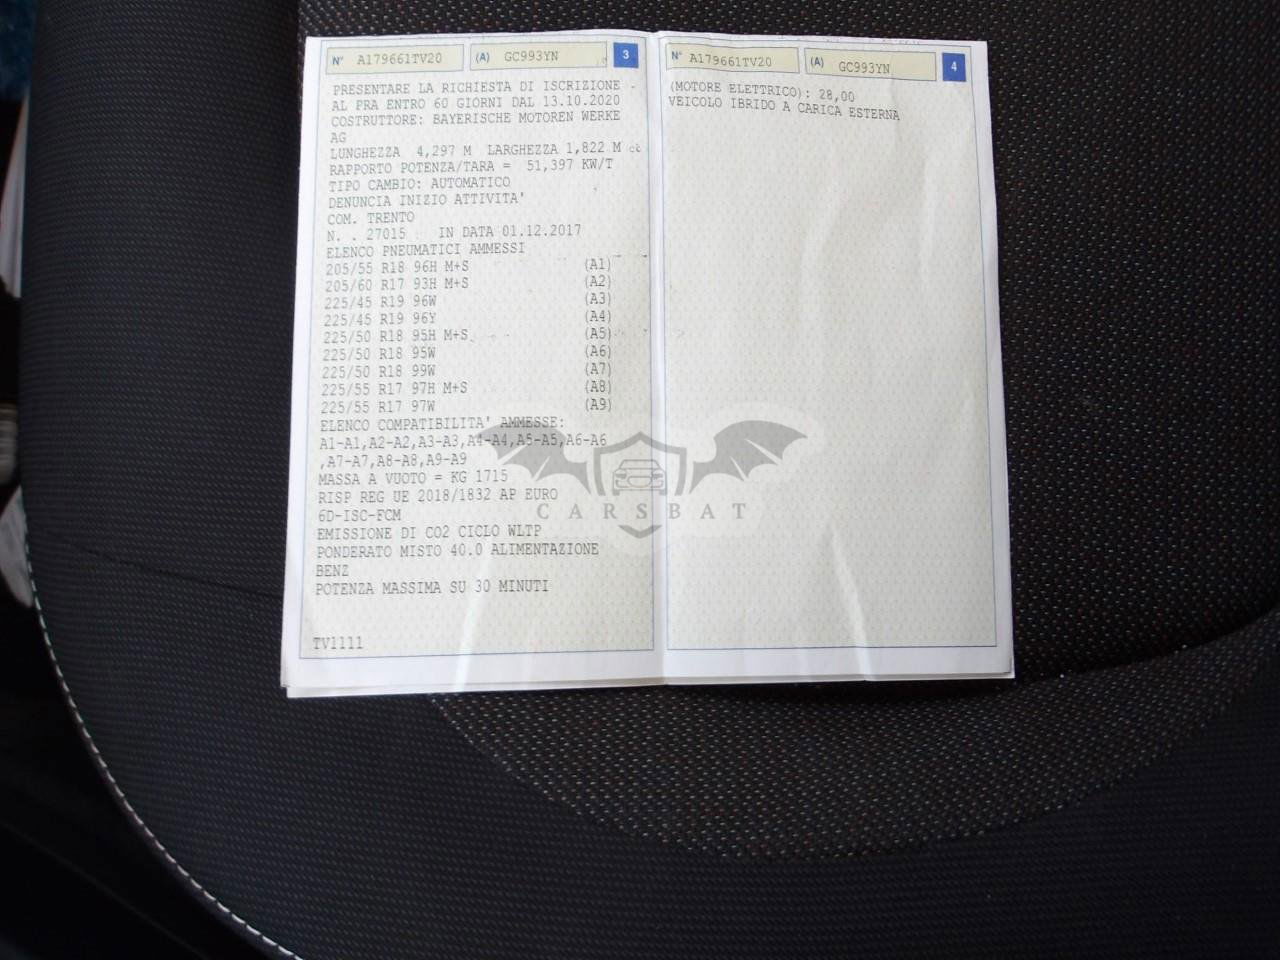 N° A179661TV20 (A) GC993YN 3
PRESENTARE LA RICHIESTA DI ISCRIZIONE
AL PRA ENTRO 60 GIORNI DAL 13.10.2020
COSTRUTTORE: BAYERISCHE MOTOREN WERKE
AG
LUNGHEZZA 4,297 M LARGHEZZA 1,822 M
RAPPORTO POTENZA/TARA = 51,397 KW/T
TIPO CAMBIO: AUTOMATICO
DENUNCIA INIZIO ATTIVITA'
COM. TRENTO
N. . 27015 IN DATA 01.12.2017
ELENCO PNEUMATICI AMMESSI
205/55 R18 96H M+S (A1)
205/60 R17 93H M+S (A2)
225/45 R19 96W (A3)
225/45 R19 96Y (A4)
225/50 R18 95H M+S (A5)
225/50 R18 95W (A6)
225/50 R18 99W (A7)
225/55 R17 97H M+S (A8)
225/55 R17 97W (A9)
ELENCO COMPATIBILITA' AMMESSE:
A1-A1,A2-A2,A3-A3,A4-A4,A5-A5,A6-A6
,A7-A7,A8-A8,A9-A9
MASSA A VUOTO = KG 1715
RISP REG UE 2018/1832 AP EURO
6D-ISC-FCM
EMISSIONE DI CO2 CICLO WLTP
PONDERATO MISTO 40.0 ALIMENTAZIONE
BENZ
POTENZA MASSIMA SU 30 MINUTI
TV1111
N° A179661TV20 (A) GC993YN 4
(MOTORE ELETTRICO): 28,00
VEICOLO IBRIDO A CARICA ESTERNA
CARSBAT